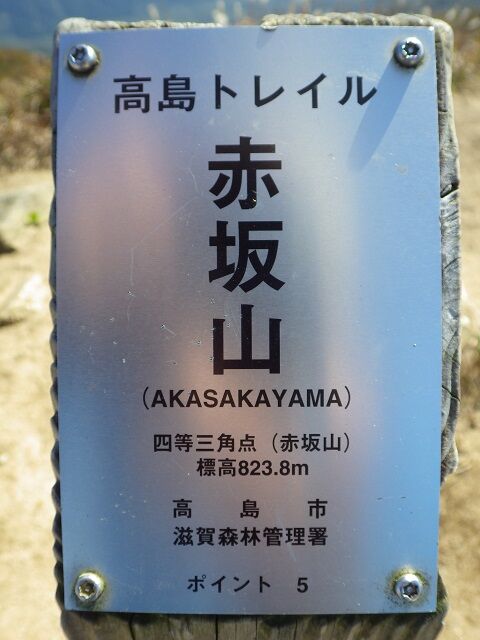 高島トレイル
赤坂山
(AKASAKAYAMA)
四等三角点(赤坂山)
標高823.8m
高島市
滋賀森林管理署
ポイント 5